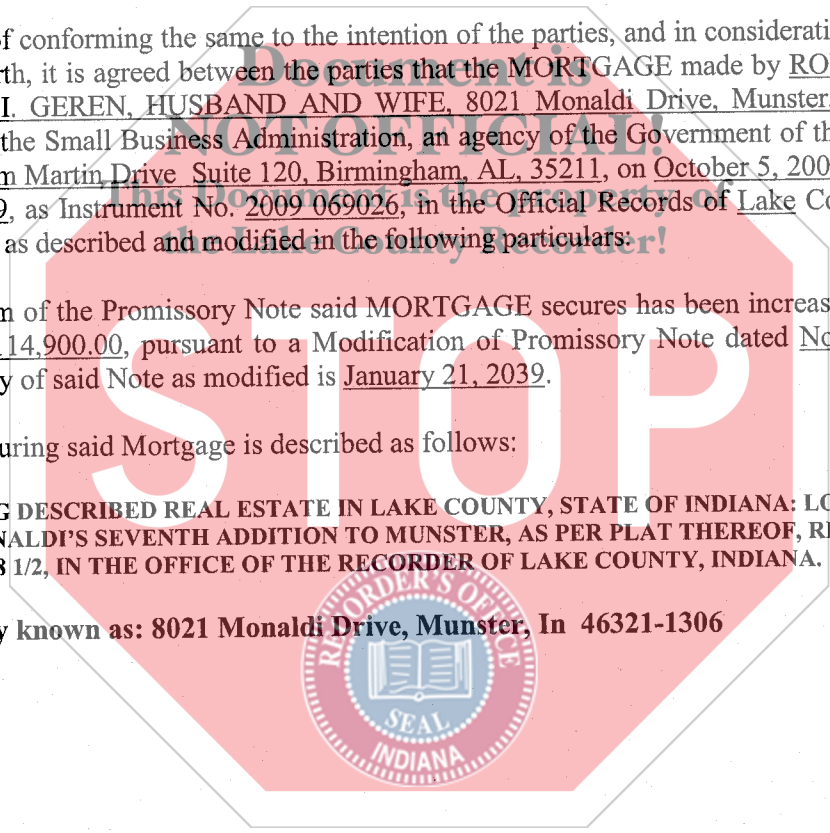 f conforming the same to the intention of the parties, and in considerati
rth, it is agreed between the parties that the MORTGAGE made by RO
I. GEREN, HUSBAND AND WIFE, 8021 Monaldi Drive, Munster,
the Small Business Administration, an agency of the Government of th
n Martin Drive Suite 120, Birmingham, AL, 35211, on October 5, 200
9, as Instrument No. 2009 069026, in the Official Records of Lake Co
as described and modified in the following particulars:
n of the Promissory Note said MORTGAGE secures has been increas
14,900.00, pursuant to a Modification of Promissory Note dated No
y of said Note as modified is January 21, 2039.
uring said Mortgage is described as follows:
G DESCRIBED REAL ESTATE IN LAKE COUNTY, STATE OF INDIANA: LO
NALDI'S SEVENTH ADDITION TO MUNSTER, AS PER PLAT THEREOF, RE
8 1/2, IN THE OFFICE OF THE RECORDER OF LAKE COUNTY, INDIANA.
y known as: 8021 Monaldi Drive, Munster, In 46321-1306
Document is
NOT OFFICIAL!
This Document is the property of
the Lake County Recorder!
STOP
RECORDER'S OFFICE
SEAL
INDIANA